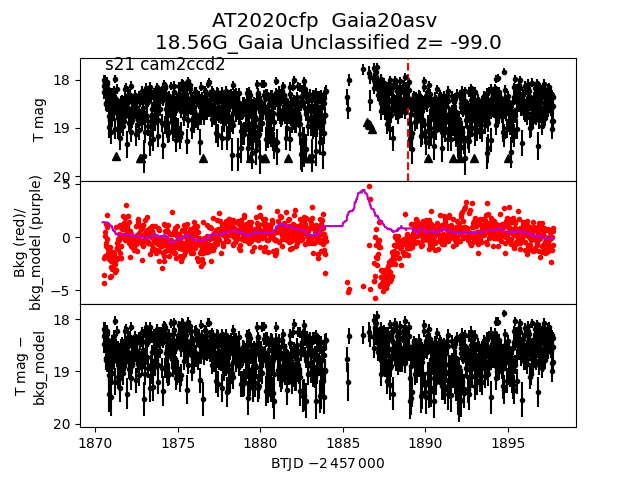 AT2020cfp  Gaia20asv
18.56G_Gaia Unclassified z= -99.0
s21 cam2ccd2
18
19
20
T mag
5
0
−5
Bkg (red)/
bkg_model (purple)
18
19
20
T mag −
bkg_model
1870 1875 1880 1885 1890 1895
BTJD −2 457 000